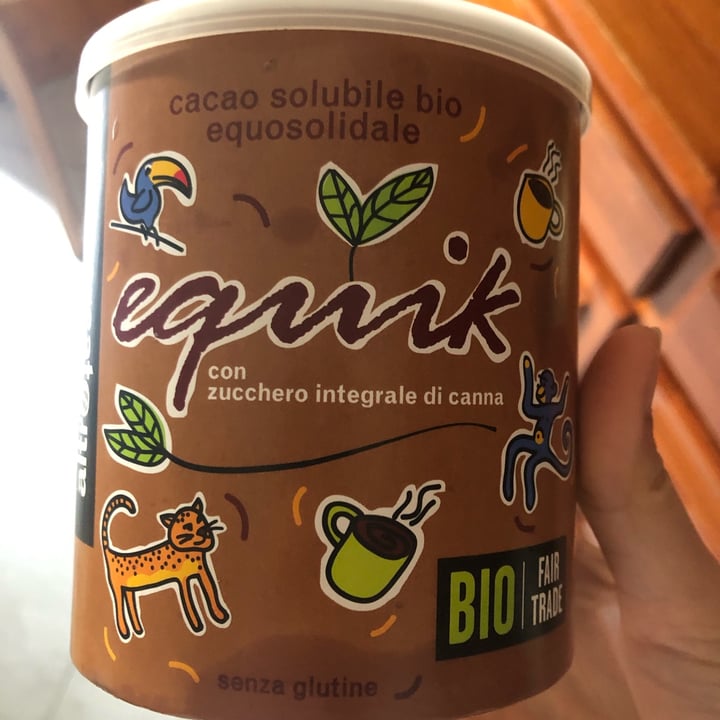 cacao solubile bio
equosolidale
equik
con
zucchero integrale di canna
BIO
FAIR
TRADE
senza glutine